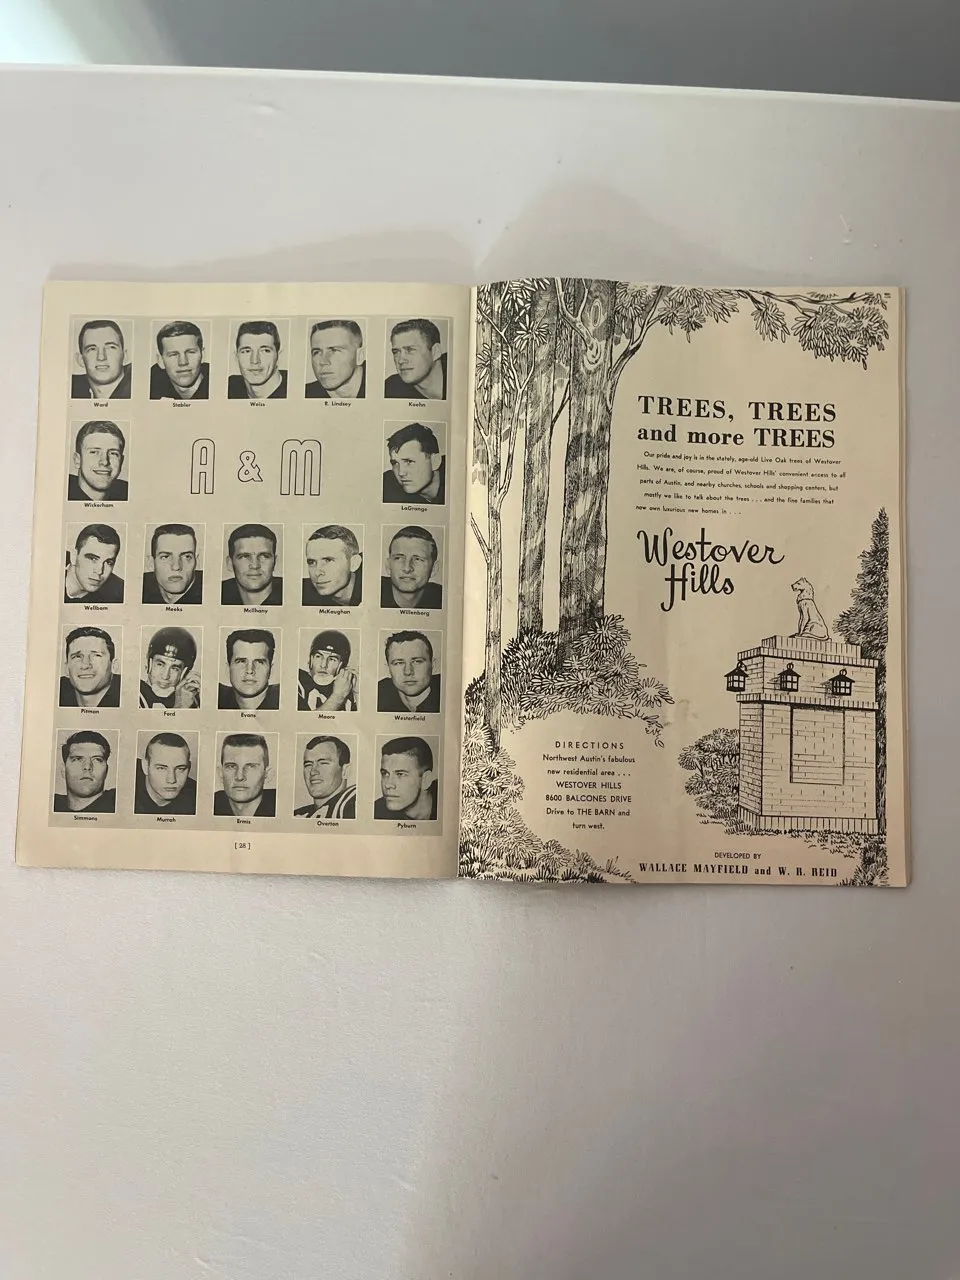 Ward Stabler Weiss R. Lindsey Keehn
A & M
Wickerham LaGrange
Wellborn Meeks McIlhany McKaughan Willenborg
Pitman Ford Evans Moore Westerfield
Simmons Murrah Ermis Overton Pyburn
[ 28 ]
TREES, TREES
and more TREES
Our pride and joy is in the stately, age-old Live Oak trees of Westover
Hills. We are, of course, proud of Westover Hills' convenient access to all
parts of Austin, and nearby churches, schools and shopping centers, but
mostly we like to talk about the trees . . . and the fine families that
now own luxurious new homes in . . .
Westover
Hills
DIRECTIONS
Northwest Austin's fabulous
new residential area . . .
WESTOVER HILLS
8600 BALCONES DRIVE
Drive to THE BARN and
turn west.
DEVELOPED BY
WALLACE MAYFIELD and W. H. REID